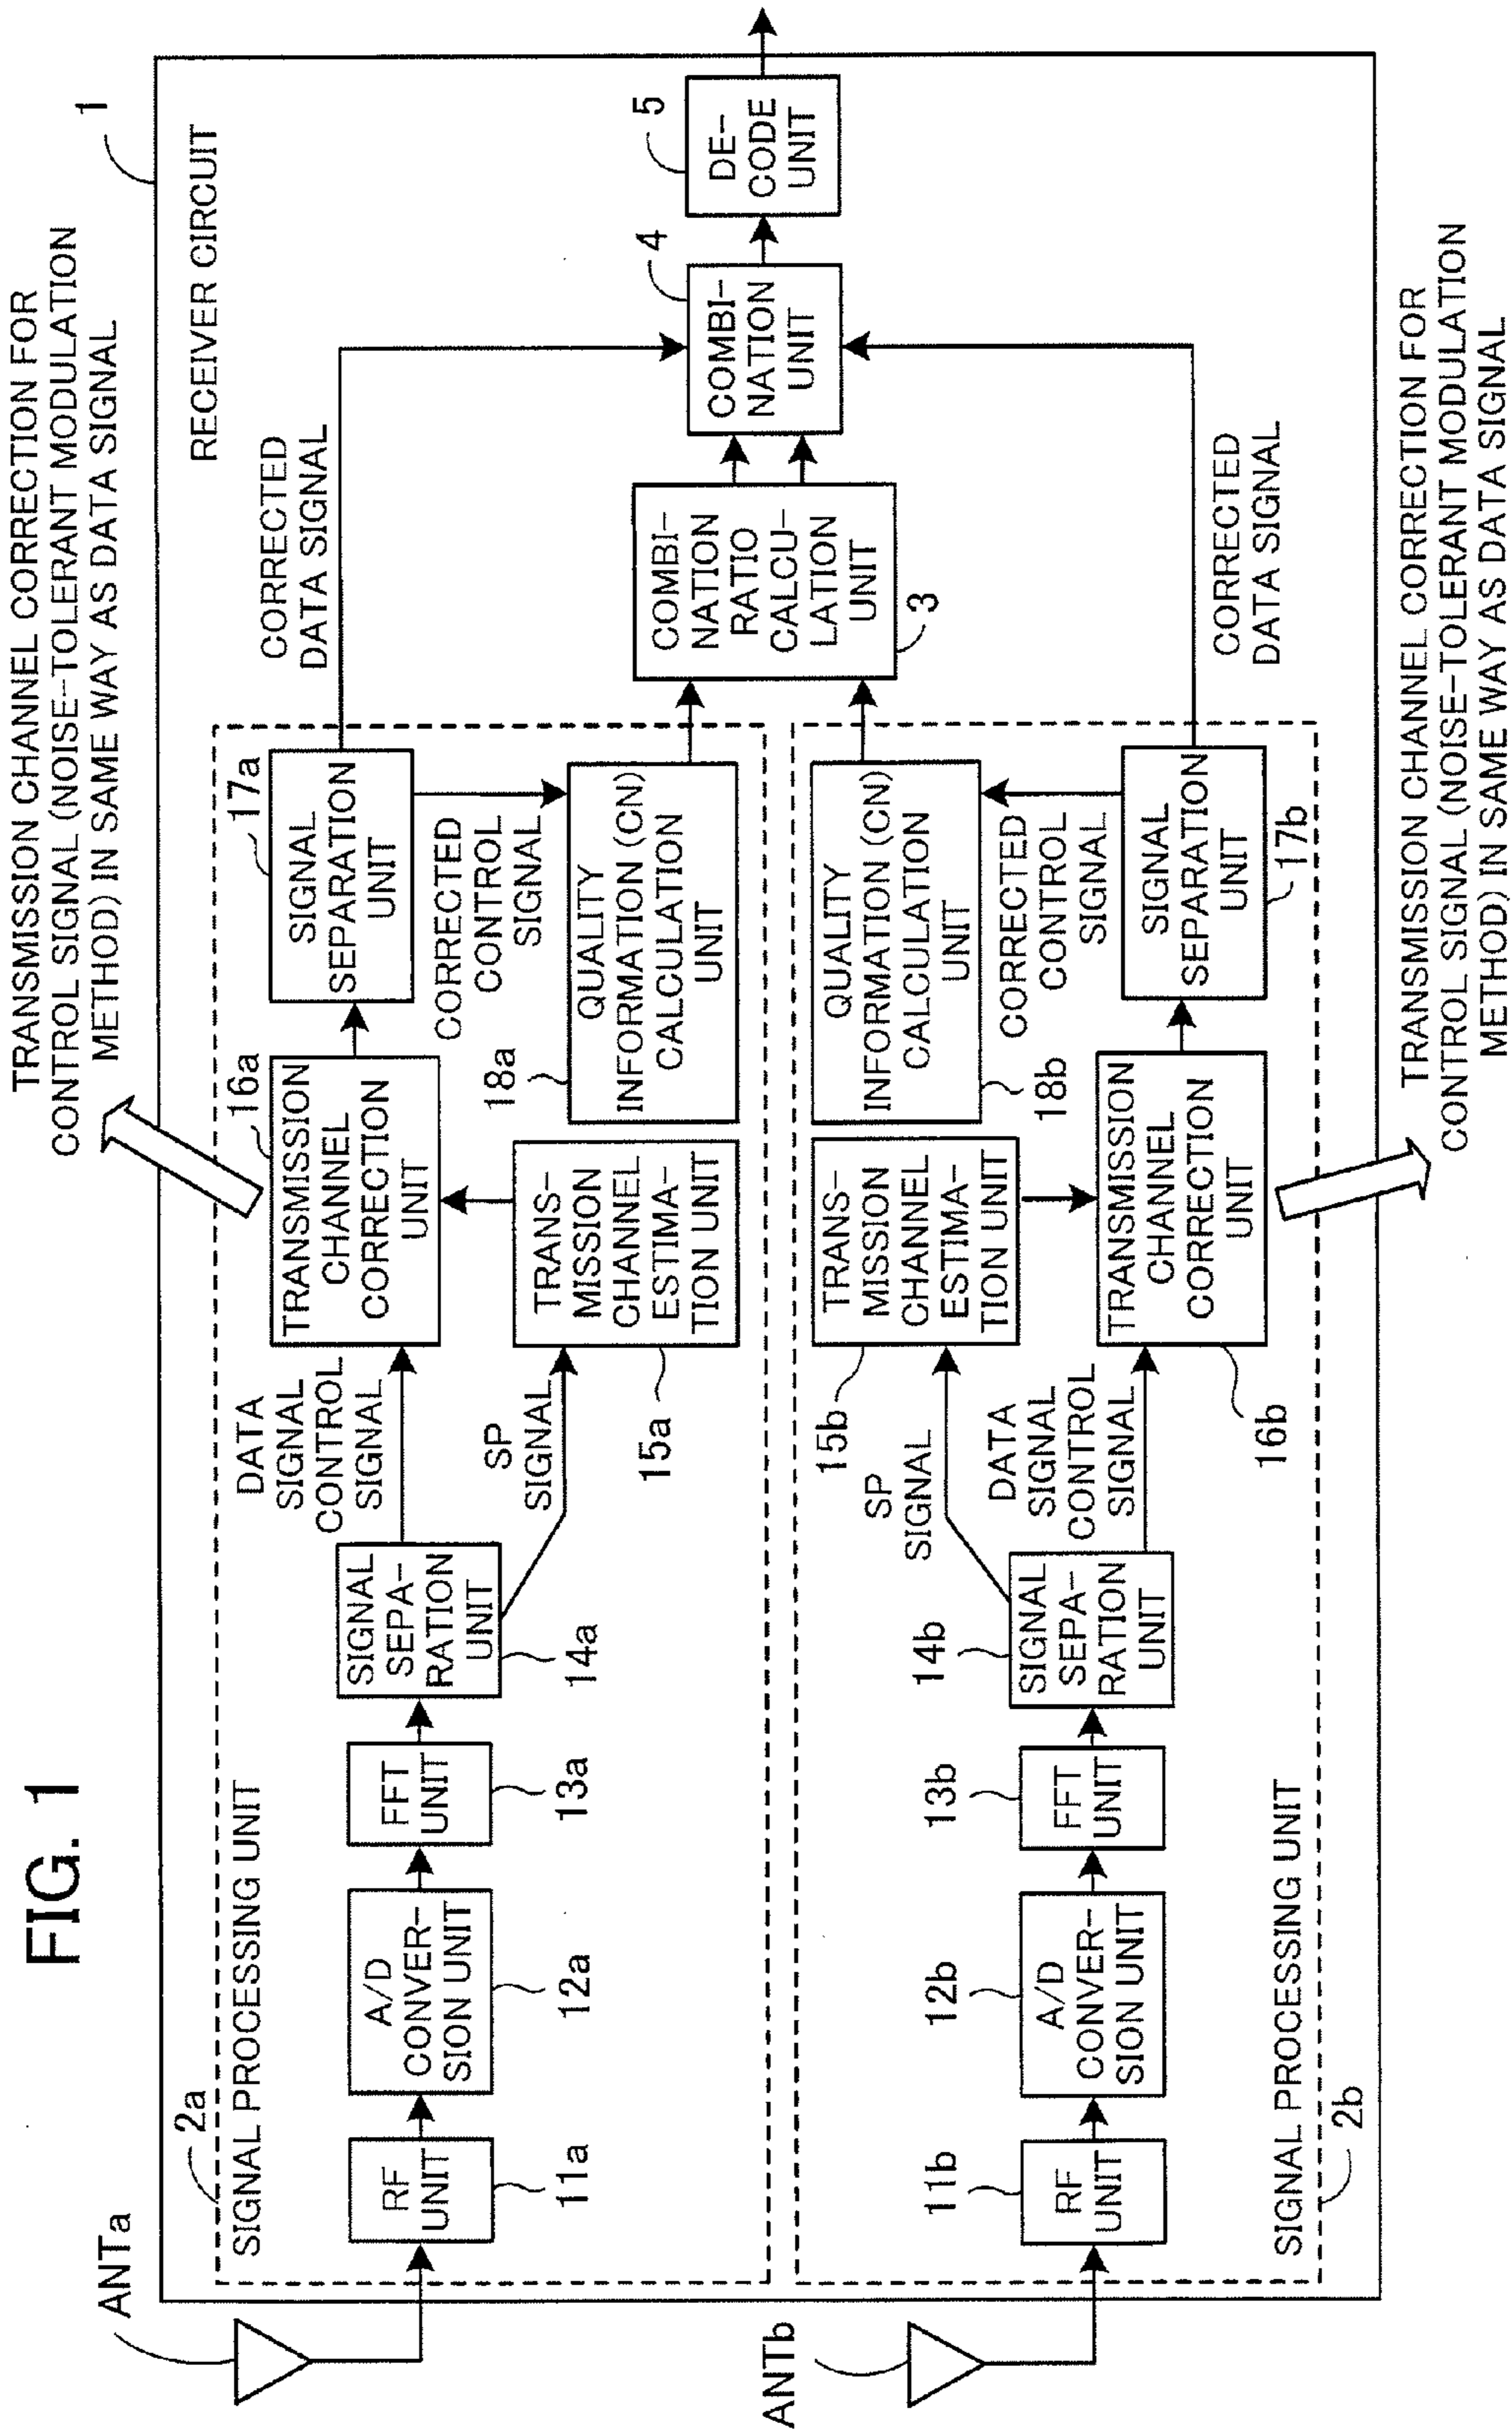 FIG. 1
TRANSMISSION CHANNEL CORRECTION FOR
CONTROL SIGNAL (NOISE-TOLERANT MODULATION
METHOD) IN SAME WAY AS DATA SIGNAL
1
RECEIVER CIRCUIT
ANTa
2a
SIGNAL PROCESSING UNIT
RF
UNIT
11a
A/D
CONVER-
SION UNIT
12a
FFT
UNIT
13a
SIGNAL
SEPA-
RATION
UNIT
14a
DATA
SIGNAL
CONTROL
SIGNAL
SP
SIGNAL
TRANSMISSION
CHANNEL
CORRECTION
UNIT
16a
TRANS-
MISSION
CHANNEL
ESTIMA-
TION UNIT
15a
SIGNAL
SEPARATION
UNIT
17a
CORRECTED
CONTROL
SIGNAL
QUALITY
INFORMATION (CN)
CALCULATION
UNIT
18a
CORRECTED
DATA SIGNAL
COMBI-
NATION
RATIO
CALCU-
LATION
UNIT
3
COMBI-
NATION
UNIT
4
DE-
CODE
UNIT
5
ANTb
RF
UNIT
11b
A/D
CONVER-
SION UNIT
12b
FFT
UNIT
13b
SIGNAL
SEPA-
RATION
UNIT
14b
SP
SIGNAL
DATA
SIGNAL
CONTROL
SIGNAL
TRANS-
MISSION
CHANNEL
ESTIMA-
TION UNIT
15b
TRANSMISSION
CHANNEL
CORRECTION
UNIT
16b
QUALITY
INFORMATION (CN)
CALCULATION
UNIT
18b
CORRECTED
CONTROL
SIGNAL
SIGNAL
SEPARATION
UNIT
17b
CORRECTED
DATA SIGNAL
SIGNAL PROCESSING UNIT
2b
TRANSMISSION CHANNEL CORRECTION FOR
CONTROL SIGNAL (NOISE-TOLERANT MODULATION
METHOD) IN SAME WAY AS DATA SIGNAL